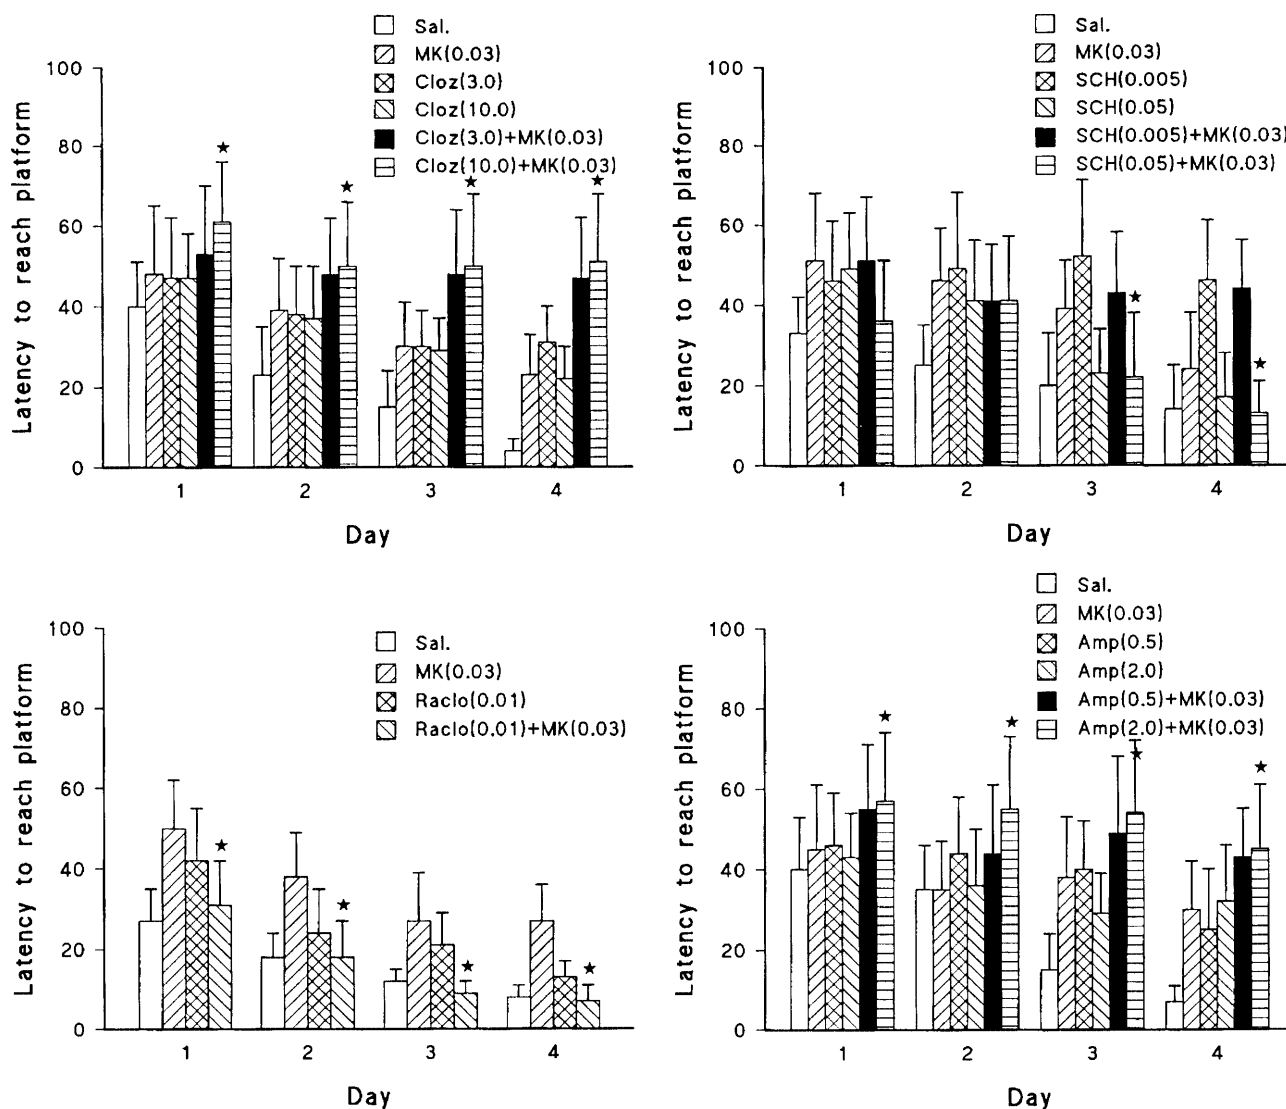 Sal.
MK(0.03)
Cloz(3.0)
Cloz(10.0)
Cloz(3.0)+MK(0.03)
Cloz(10.0)+MK(0.03)
100
80
60
40
20
0
Latency to reach platform
1 2 3 4
Day
Sal.
MK(0.03)
SCH(0.005)
SCH(0.05)
SCH(0.005)+MK(0.03)
SCH(0.05)+MK(0.03)
100
80
60
40
20
0
Latency to reach platform
1 2 3 4
Day
Sal.
MK(0.03)
Raclo(0.01)
Raclo(0.01)+MK(0.03)
100
80
60
40
20
0
Latency to reach platform
1 2 3 4
Day
Sal.
MK(0.03)
Amp(0.5)
Amp(2.0)
Amp(0.5)+MK(0.03)
Amp(2.0)+MK(0.03)
100
80
60
40
20
0
Latency to reach platform
1 2 3 4
Day